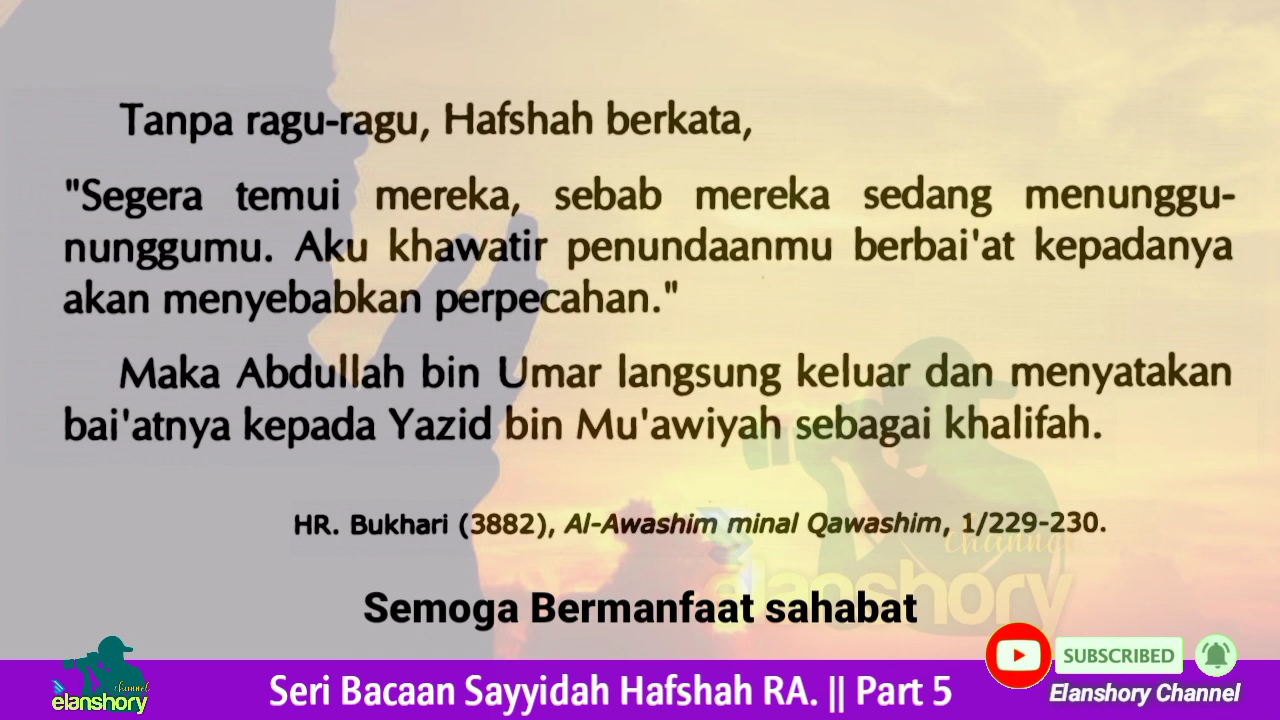 Tanpa ragu-ragu, Hafshah berkata,
"Segera temui mereka, sebab mereka sedang menunggu-
nunggumu. Aku khawatir penundaanmu berbai'at kepadanya
akan menyebabkan perpecahan."
Maka Abdullah bin Umar langsung keluar dan menyatakan
bai'atnya kepada Yazid bin Mu'awiyah sebagai khalifah.
HR. Bukhari (3882), Al-Awashim minal Qawashim, 1/229-230.
channel
elanshory
Semoga Bermanfaat sahabat
SUBSCRIBED
channel
elanshory
Seri Bacaan Sayyidah Hafshah RA. || Part 5
Elanshory Channel